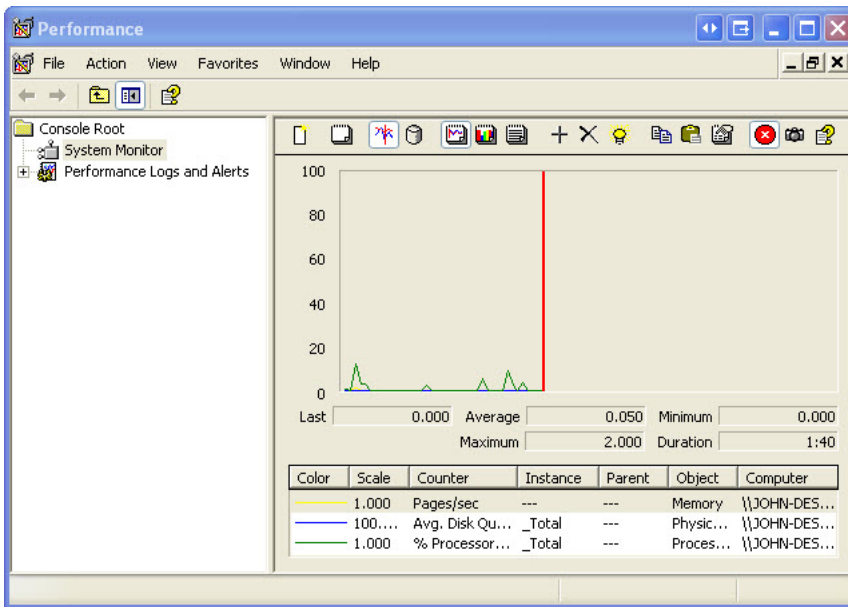 Performance
File Action View Favorites Window Help
Console Root
System Monitor
Performance Logs and Alerts
100
80
60
40
20
0
Last 0.000 Average 0.050 Minimum 0.000
Maximum 2.000 Duration 1:40
Color Scale Counter Instance Parent Object Computer
1.000 Pages/sec --- --- Memory \\JOHN-DES...
100.... Avg. Disk Qu... _Total --- Physic... \\JOHN-DES...
1.000 % Processor... _Total --- Proces... \\JOHN-DES...